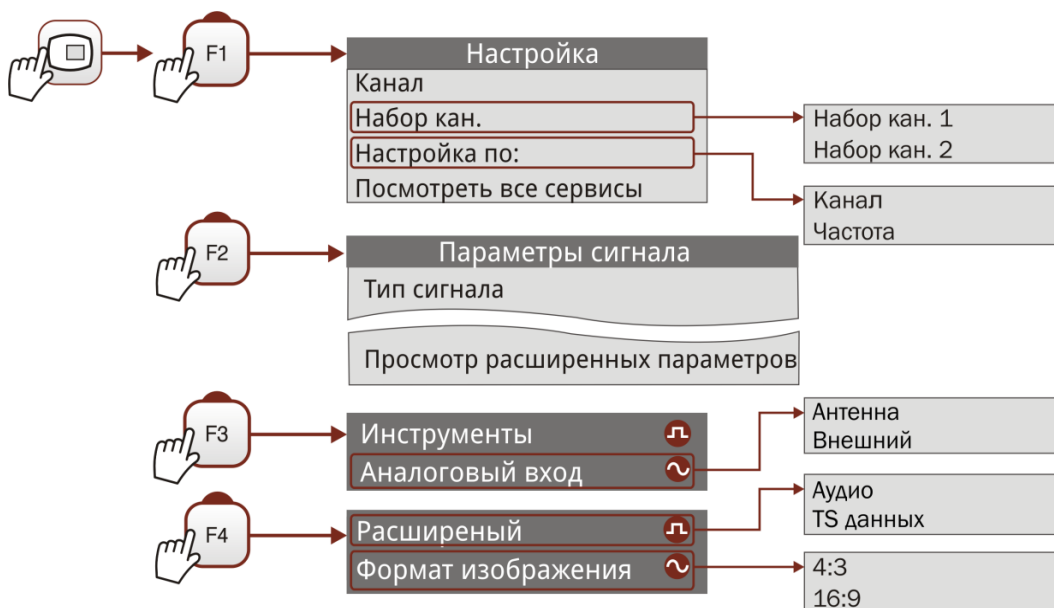 F1
Настройка
Канал
Набор кан.
Настройка по:
Посмотреть все сервисы
Набор кан. 1
Набор кан. 2
Канал
Частота
F2
Параметры сигнала
Тип сигнала
Просмотр расширенных параметров
F3
Инструменты
Аналоговый вход
Антенна
Внешний
F4
Расширеный
Формат изображения
Аудио
TS данных
4:3
16:9